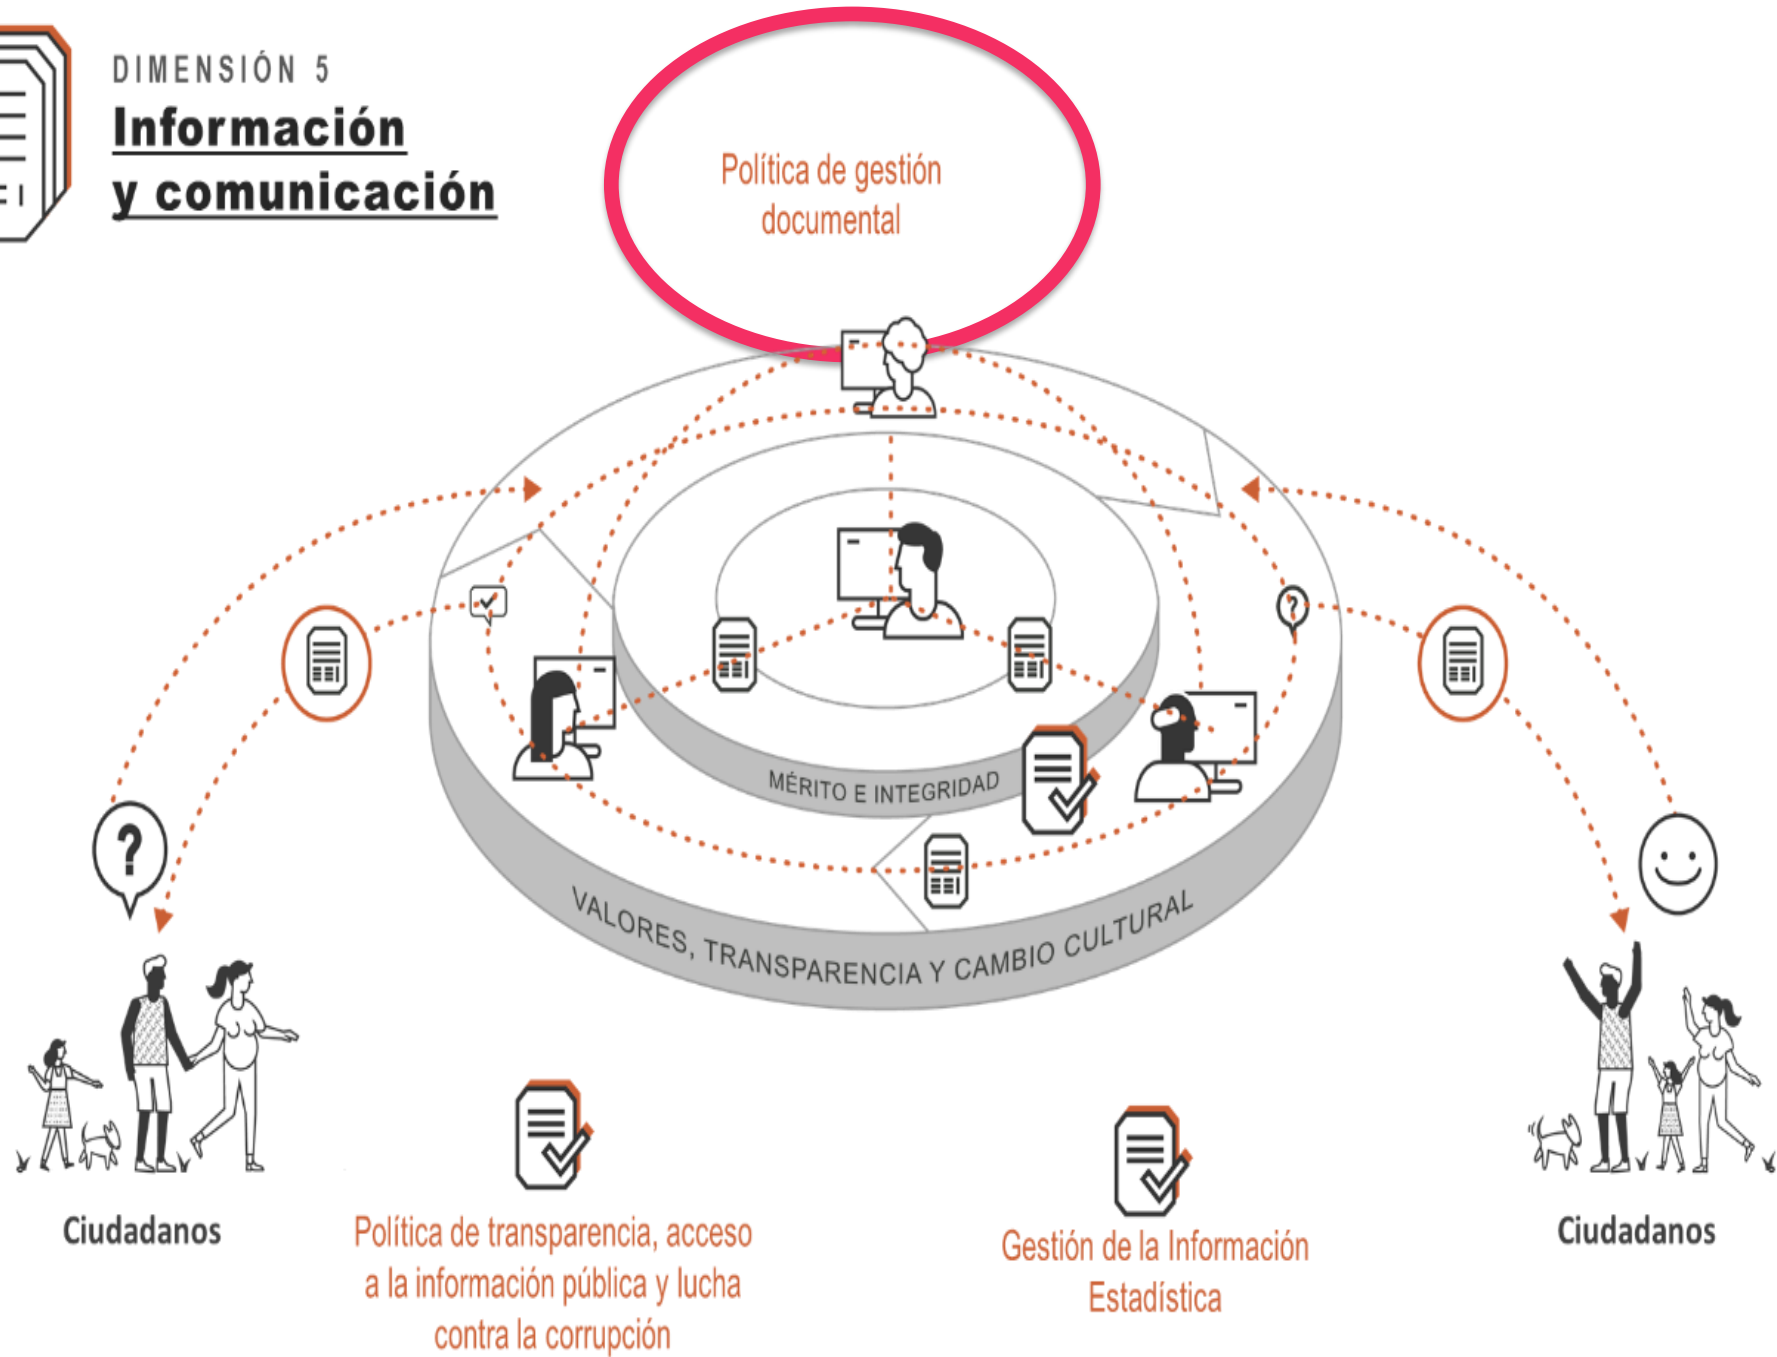 DIMENSIÓN 5
Información
y comunicación
Política de gestión
documental
MÉRITO E INTEGRIDAD
VALORES, TRANSPARENCIA Y CAMBIO CULTURAL
?
?
Ciudadanos
Política de transparencia, acceso
a la información pública y lucha
contra la corrupción
Gestión de la Información
Estadística
Ciudadanos